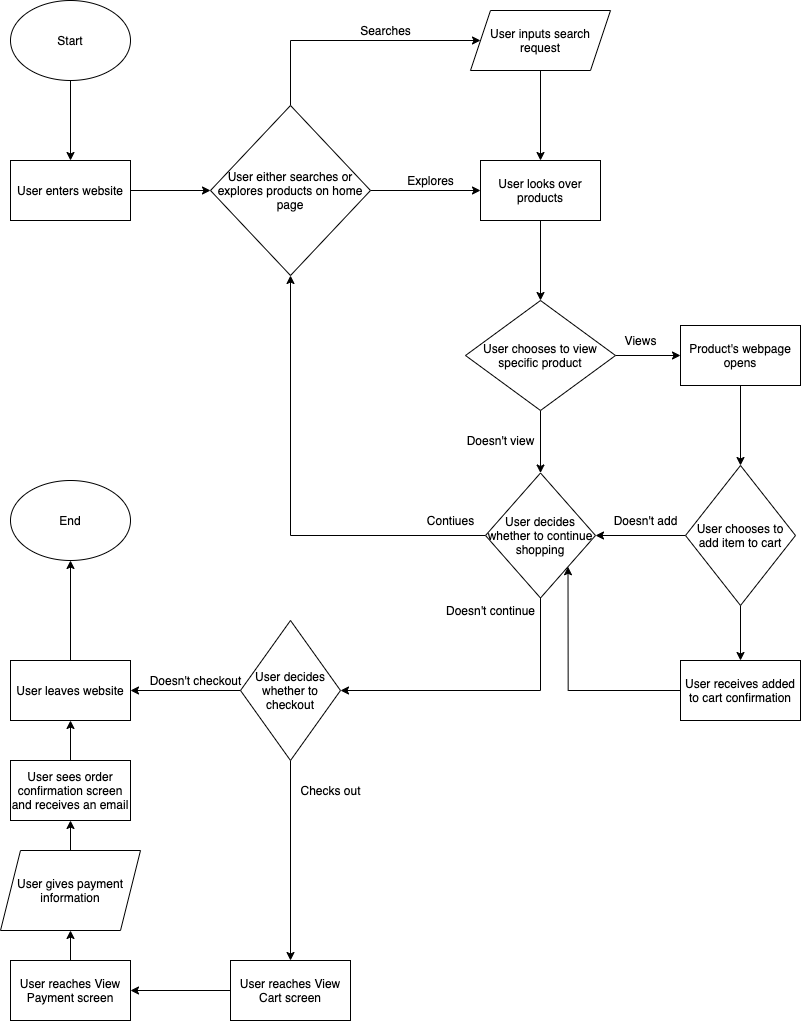 Start
Searches
User inputs search
request
User enters website
User either searches or
explores products on home
page
Explores
User looks over
products
User chooses to view
specific product
Views
Product's webpage
opens
Doesn't view
User chooses to
add item to cart
Doesn't add
User decides
whether to continue
shopping
Contiues
End
Doesn't continue
User receives added
to cart confirmation
User decides
whether to
checkout
Doesn't checkout
User leaves website
Checks out
User sees order
confirmation screen
and receives an email
User gives payment
information
User reaches View
Payment screen
User reaches View
Cart screen